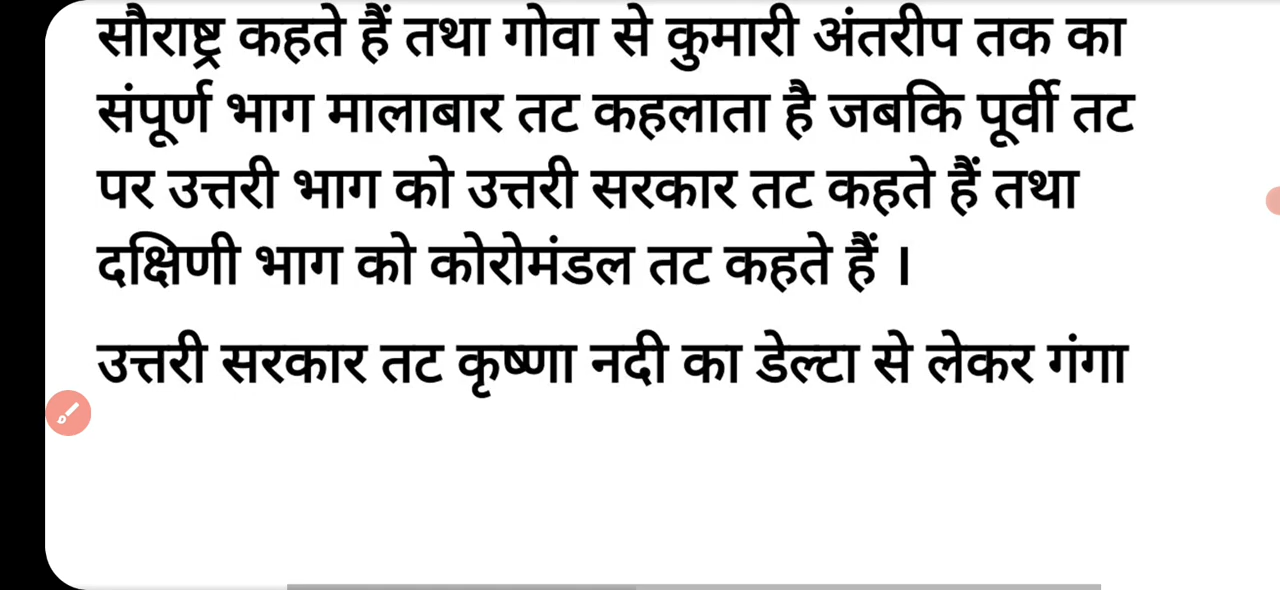 सौराष्ट्र कहते हैं तथा गोवा से कुमारी अंतरीप तक का
संपूर्ण भाग मालाबार तट कहलाता है जबकि पूर्वी तट
पर उत्तरी भाग को उत्तरी सरकार तट कहते हैं तथा
दक्षिणी भाग को कोरोमंडल तट कहते हैं ।
उत्तरी सरकार तट कृष्णा नदी का डेल्टा से लेकर गंगा